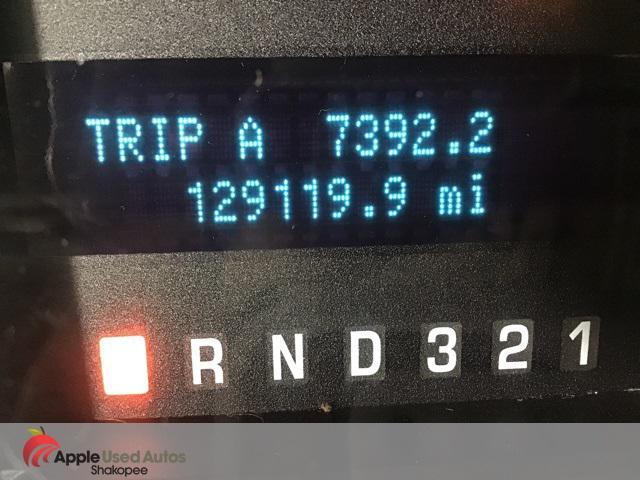 TRIP A 7392.2
129119.9 mi
R N D 3 2 1
Apple Used Autos
Shakopee